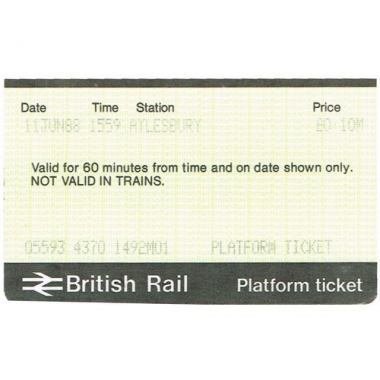 Date Time Station Price
11JUN88 1559 AYLESBURY £0 10M
Valid for 60 minutes from time and on date shown only.
NOT VALID IN TRAINS.
05593 4370 1492M01 PLATFORM TICKET
British Rail Platform ticket